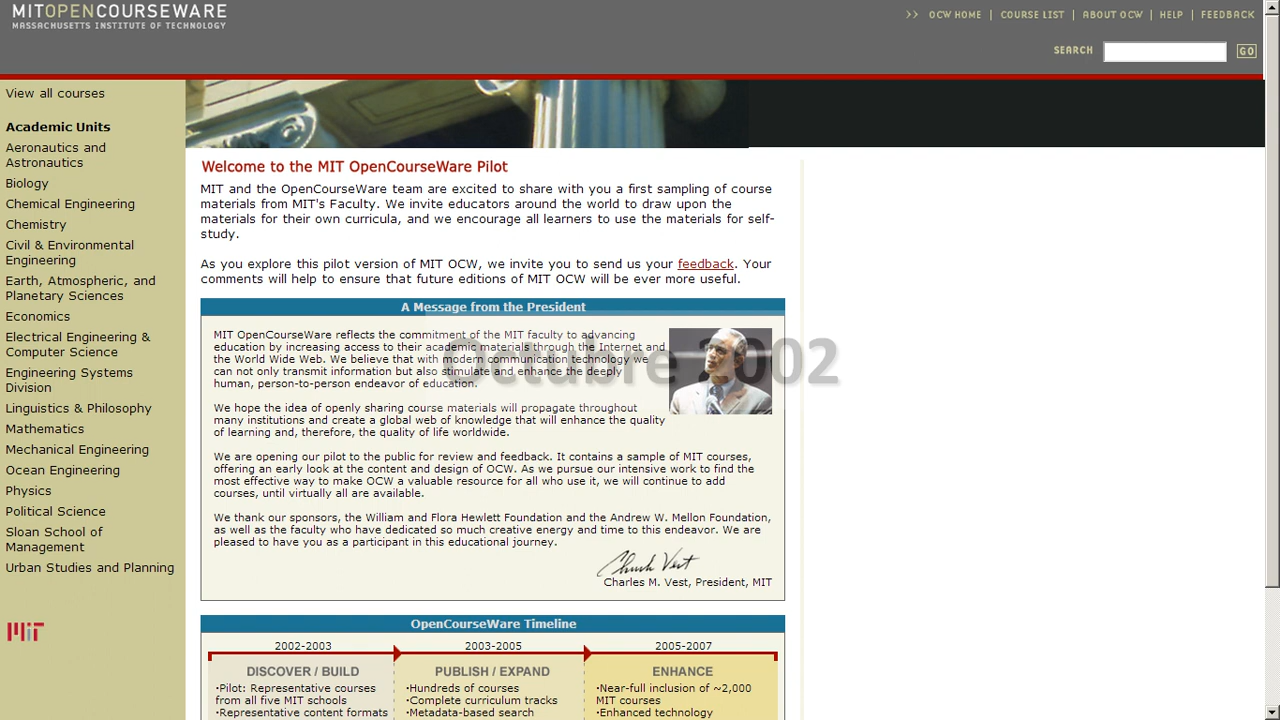 MITOPENCOURSEWARE
MASSACHUSETTS INSTITUTE OF TECHNOLOGY
>> OCW HOME | COURSE LIST | ABOUT OCW | HELP | FEEDBACK
SEARCH GO
View all courses
Academic Units
Aeronautics and
Astronautics
Biology
Chemical Engineering
Chemistry
Civil & Environmental
Engineering
Earth, Atmospheric, and
Planetary Sciences
Economics
Electrical Engineering &
Computer Science
Engineering Systems
Division
Linguistics & Philosophy
Mathematics
Mechanical Engineering
Ocean Engineering
Physics
Political Science
Sloan School of
Management
Urban Studies and Planning
MIT
Welcome to the MIT OpenCourseWare Pilot
MIT and the OpenCourseWare team are excited to share with you a first sampling of course
materials from MIT's Faculty. We invite educators around the world to draw upon the
materials for their own curricula, and we encourage all learners to use the materials for self-
study.
As you explore this pilot version of MIT OCW, we invite you to send us your feedback. Your
comments will help to ensure that future editions of MIT OCW will be ever more useful.
A Message from the President
MIT OpenCourseWare reflects the commitment of the MIT faculty to advancing
education by increasing access to their academic materials through the Internet and
the World Wide Web. We believe that with modern communication technology we
can not only transmit information but also stimulate and enhance the deeply
human, person-to-person endeavor of education.
Octubre 2002
We hope the idea of openly sharing course materials will propagate throughout
many institutions and create a global web of knowledge that will enhance the quality
of learning and, therefore, the quality of life worldwide.
We are opening our pilot to the public for review and feedback. It contains a sample of MIT courses,
offering an early look at the content and design of OCW. As we pursue our intensive work to find the
most effective way to make OCW a valuable resource for all who use it, we will continue to add
courses, until virtually all are available.
We thank our sponsors, the William and Flora Hewlett Foundation and the Andrew W. Mellon Foundation,
as well as the faculty who have dedicated so much creative energy and time to this endeavor. We are
pleased to have you as a participant in this educational journey.
Chuck Vest
Charles M. Vest, President, MIT
OpenCourseWare Timeline
2002-2003 2003-2005 2005-2007
DISCOVER / BUILD PUBLISH / EXPAND ENHANCE
·Pilot: Representative courses
from all five MIT schools
·Representative content formats
·Hundreds of courses
·Complete curriculum tracks
·Metadata-based search
·Near-full inclusion of ~2,000
MIT courses
·Enhanced technology